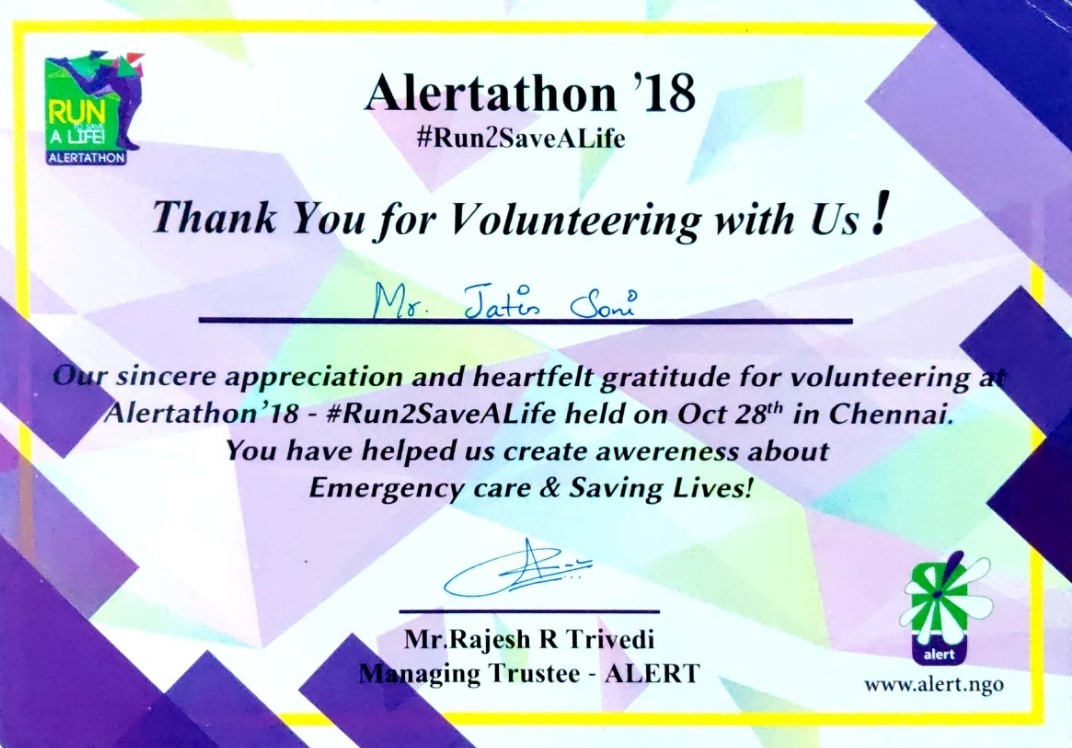 RUN
TO SAVE
A LIFE!
ALERTATHON
Alertathon '18
#Run2SaveALife
Thank You for Volunteering with Us !
Mr. Jatin Soni
Our sincere appreciation and heartfelt gratitude for volunteering at
Alertathon'18 - #Run2SaveALife held on Oct 28th in Chennai.
You have helped us create awereness about
Emergency care & Saving Lives!
Mr.Rajesh R Trivedi
Managing Trustee - ALERT
alert
www.alert.ngo